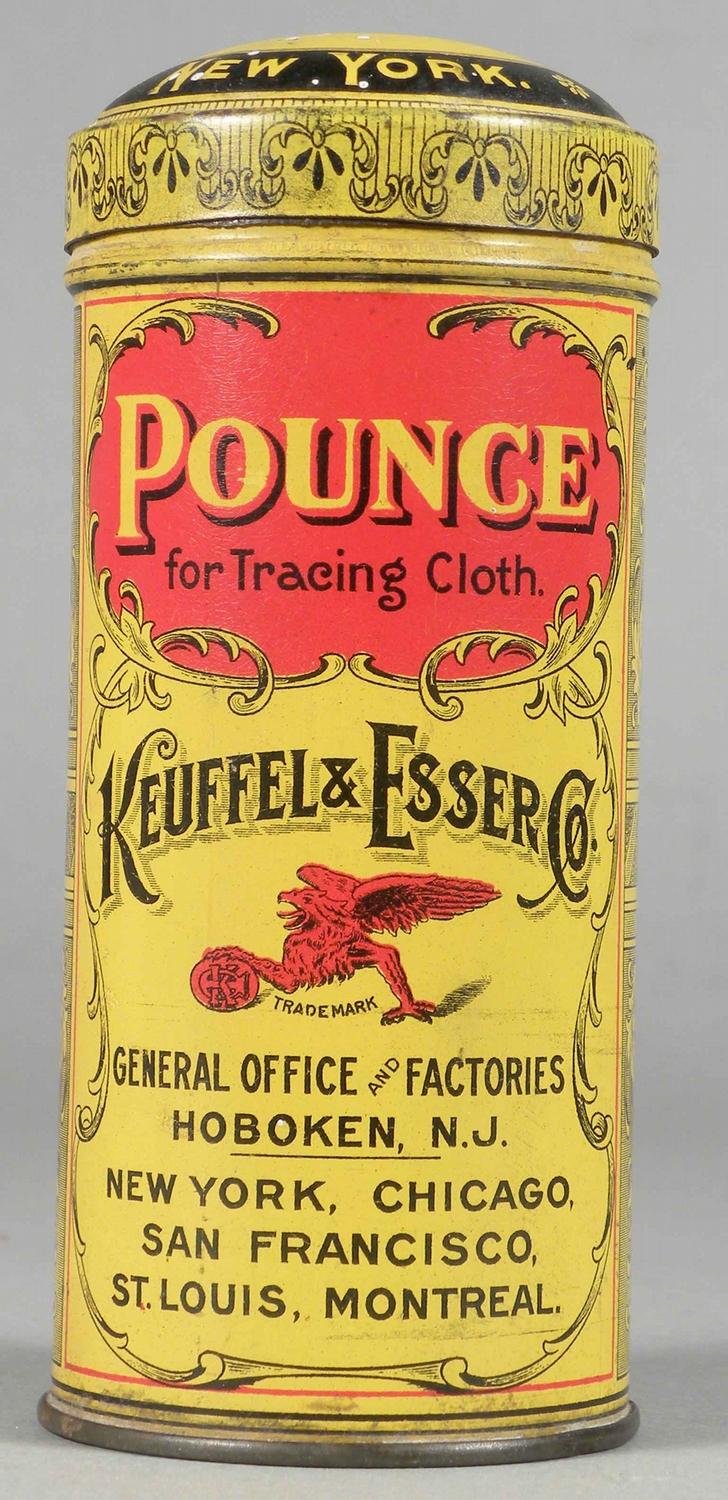 NEW YORK.
POUNCE
for Tracing Cloth.
KEUFFEL & ESSER CO.
TRADEMARK
GENERAL OFFICE AND FACTORIES
HOBOKEN, N.J.
NEW YORK, CHICAGO,
SAN FRANCISCO,
ST. LOUIS, MONTREAL.